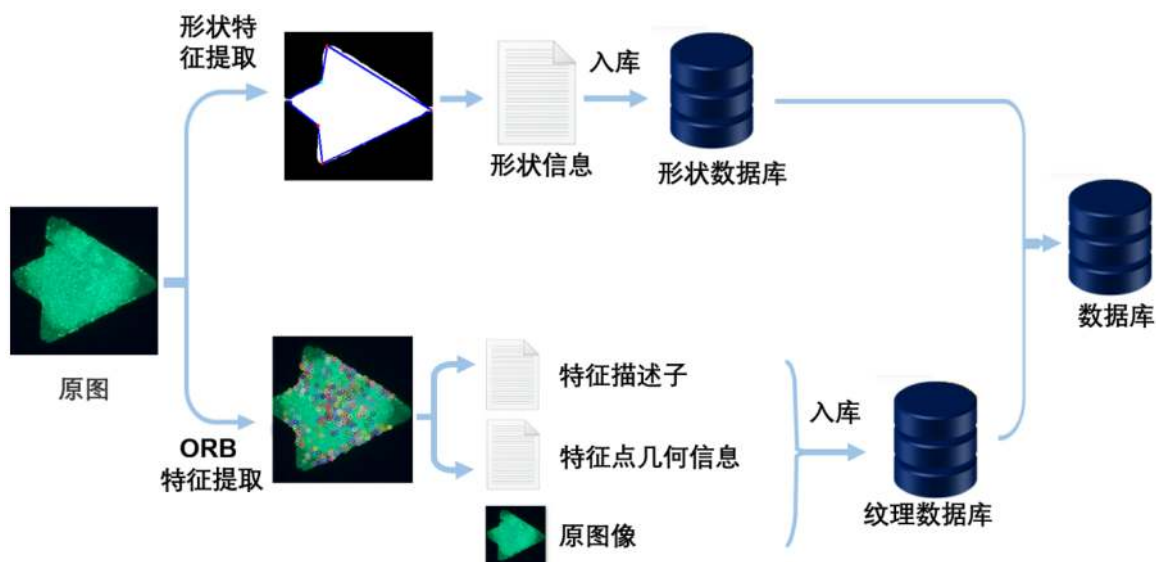 形状特
征提取
入库
形状信息
形状数据库
原图
数据库
ORB
特征提取
特征描述子
特征点几何信息
原图像
入库
纹理数据库